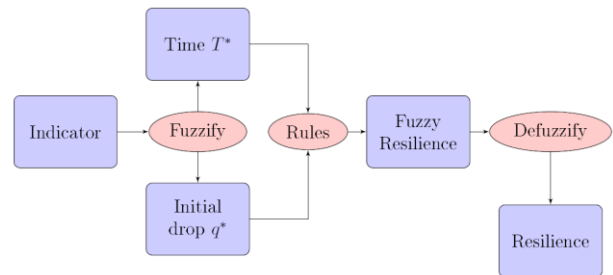 Time T*
Indicator
Fuzzify
Rules
Fuzzy
Resilience
Defuzzify
Initial
drop q*
Resilience